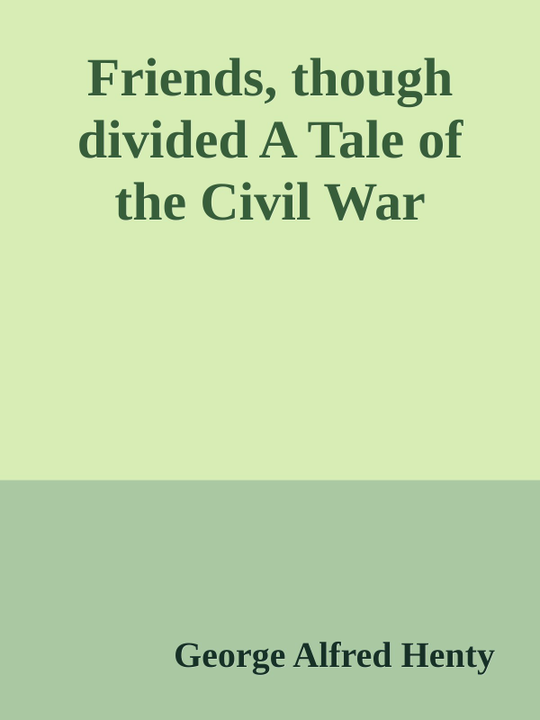 Friends, though
divided A Tale of
the Civil War
George Alfred Henty